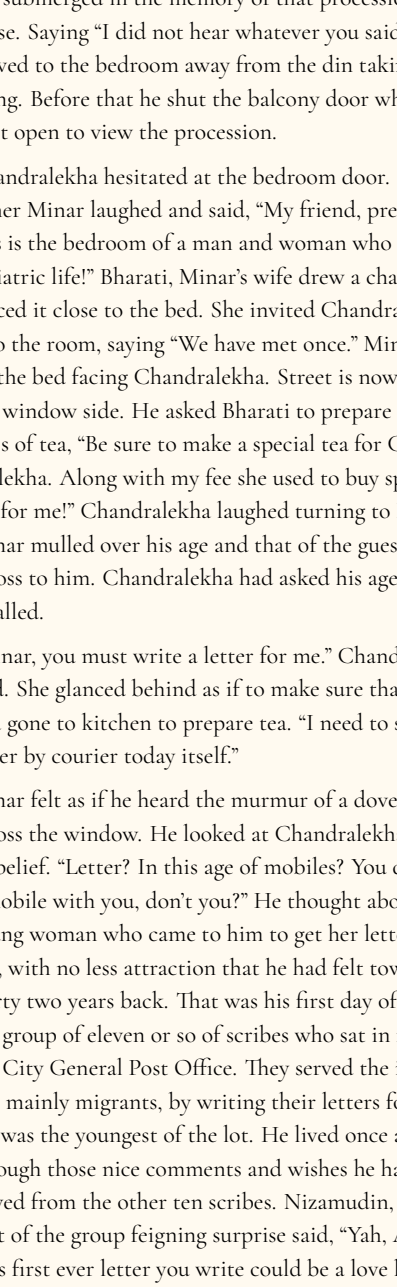 submerged in the memory of that processi
se. Saying “I did not hear whatever you said
ved to the bedroom away from the din taki
ng. Before that he shut the balcony door wh
t open to view the procession.
andralekha hesitated at the bedroom door.
ner Minar laughed and said, “My friend, pre
s is the bedroom of a man and woman who
iatric life!” Bharati, Minar’s wife drew a cha
ced it close to the bed. She invited Chandra
o the room, saying “We have met once.” Min
the bed facing Chandralekha. Street is now
window side. He asked Bharati to prepare
s of tea, “Be sure to make a special tea for C
lekha. Along with my fee she used to buy sp
for me!” Chandralekha laughed turning to
nar mulled over his age and that of the gues
oss to him. Chandralekha had asked his age
alled.
nar, you must write a letter for me.” Chand
d. She glanced behind as if to make sure tha
gone to kitchen to prepare tea. “I need to s
er by courier today itself.”
nar felt as if he heard the murmur of a dove
oss the window. He looked at Chandralekha
belief. “Letter? In this age of mobiles? You c
obile with you, don’t you?” He thought abo
ng woman who came to him to get her lette
, with no less attraction that he had felt tow
rty two years back. That was his first day of
group of eleven or so of scribes who sat in
City General Post Office. They served the i
mainly migrants, by writing their letters fo
was the youngest of the lot. He lived once a
ough those nice comments and wishes he ha
ved from the other ten scribes. Nizamudin,
t of the group feigning surprise said, “Yah, A
s first ever letter you write could be a love l